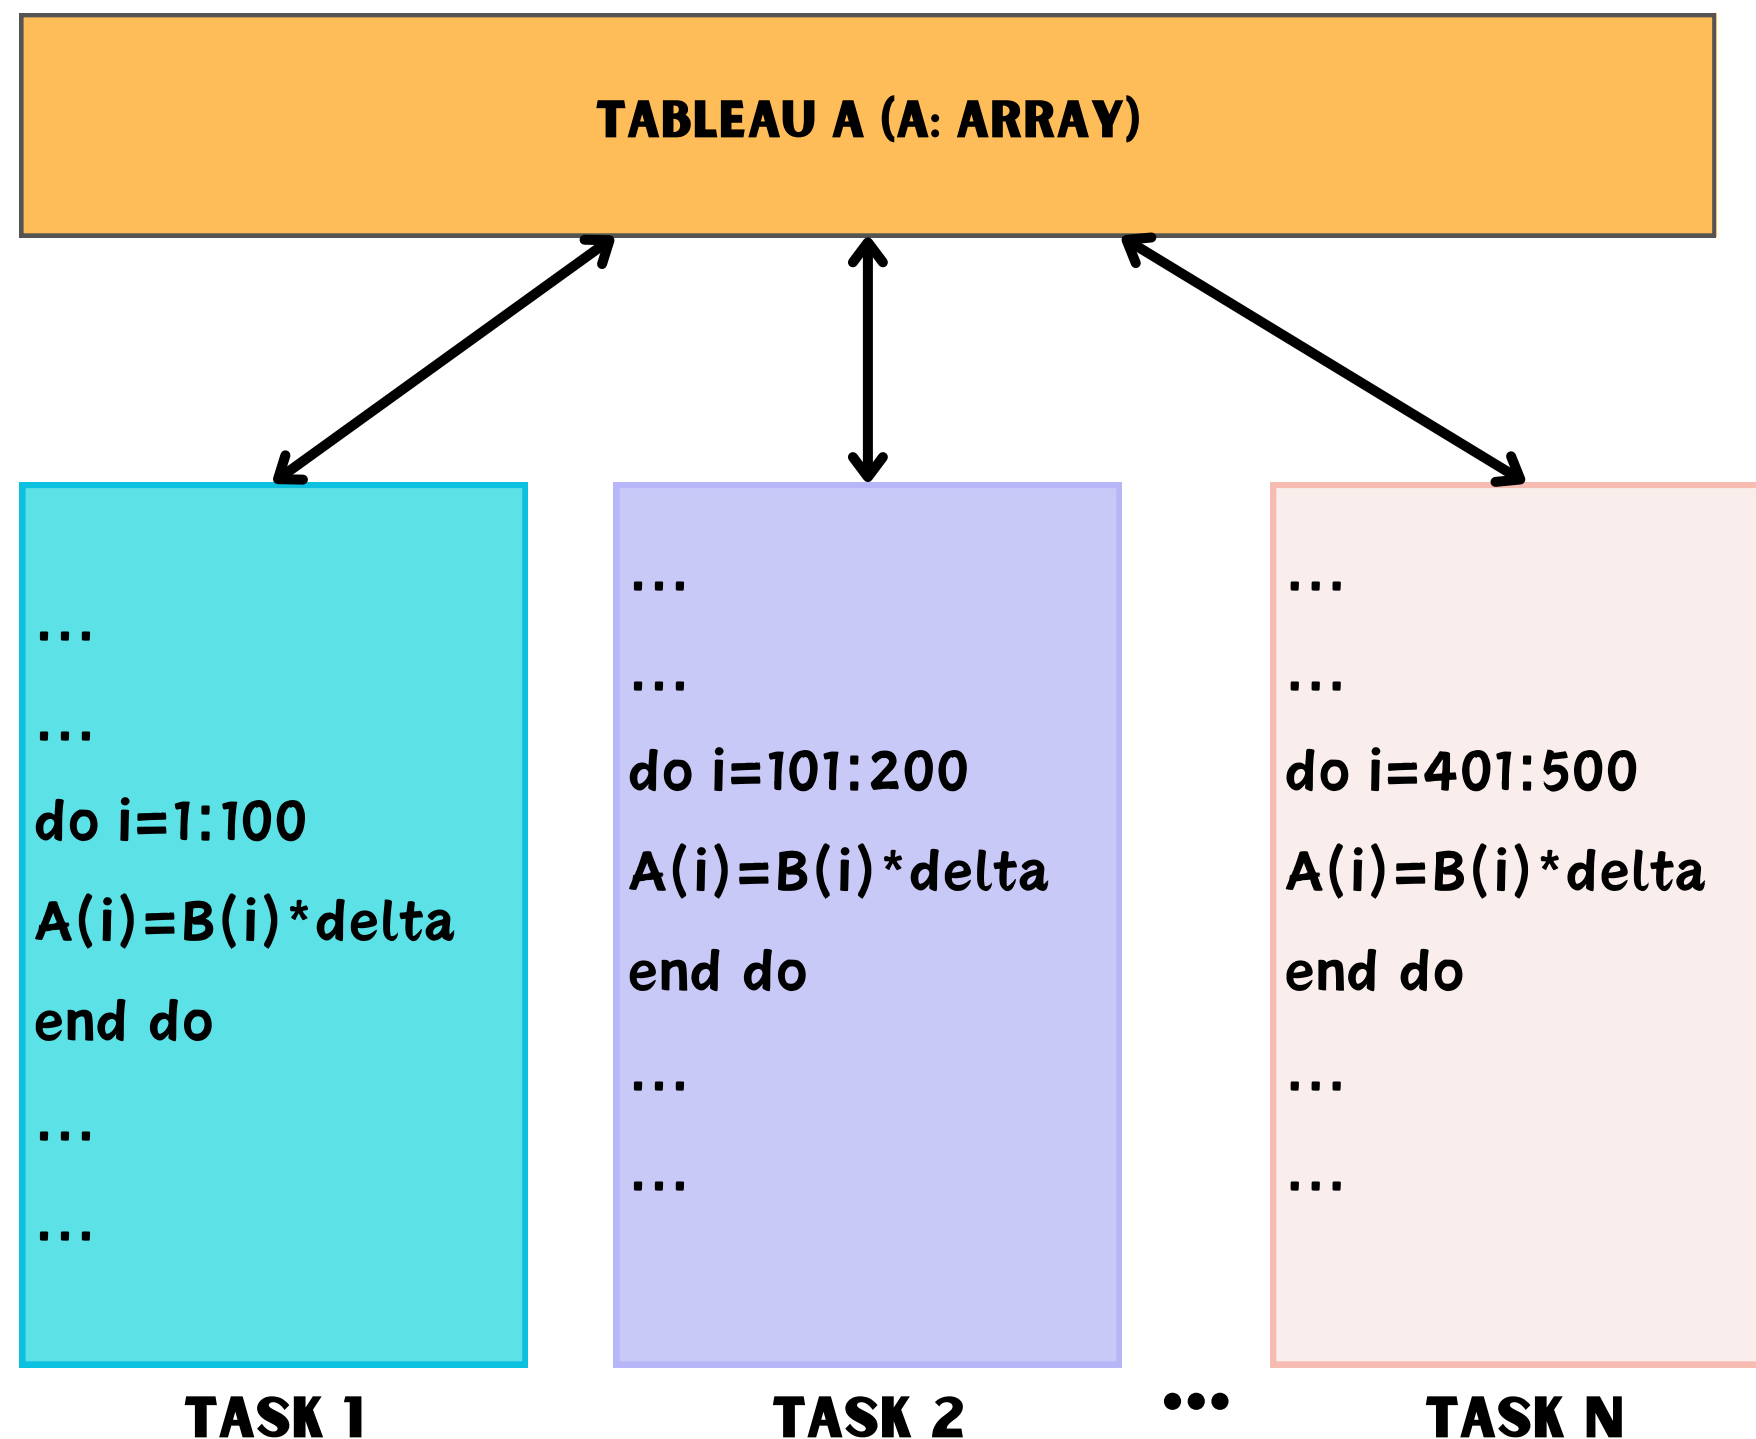 TABLEAU A (A: ARRAY)
...
...
do i=1:100
A(i)=B(i)*delta
end do
...
...
TASK 1
...
...
do i=101:200
A(i)=B(i)*delta
end do
...
...
TASK 2
...
...
...
do i=401:500
A(i)=B(i)*delta
end do
...
...
TASK N